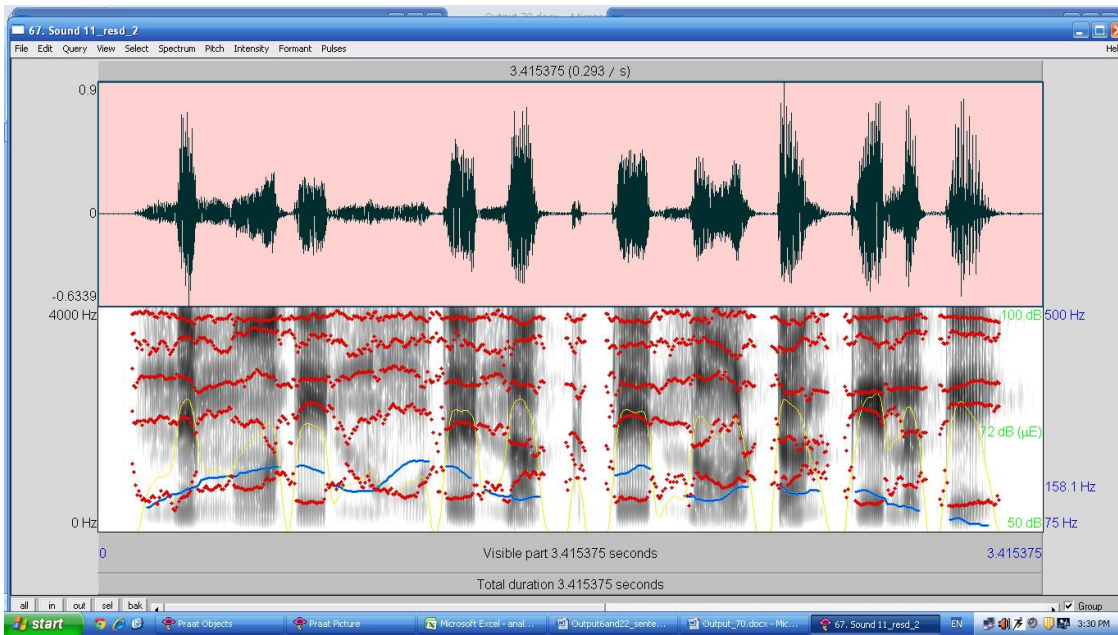 Output_70.docx - Micros
67. Sound 11_resd_2
File Edit Query View Select Spectrum Pitch Intensity Formant Pulses Hel
3.415375 (0.293 / s)
0.9
0
-0.6339
4000 Hz 100 dB 500 Hz
72 dB (µE)
158.1 Hz
0 Hz 50 dB 75 Hz
0 Visible part 3.415375 seconds 3.415375
Total duration 3.415375 seconds
all in out sel bak Group
start Praat Objects Praat Picture Microsoft Excel - anal... Output6and22_sente... Output_70.docx - Mic... 67. Sound 11_resd_2 EN 3:30 PM